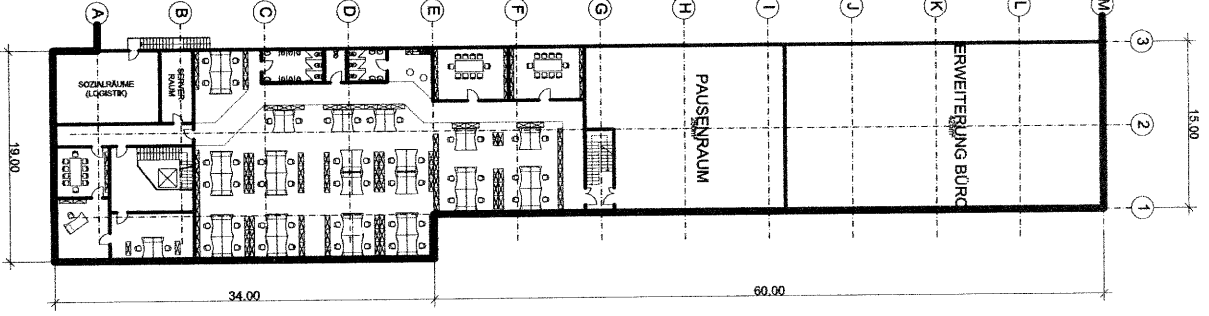 A
B
C
D
E
F
G
H
I
J
K
L
M
3
2
1
SOZIALRÄUME
(LOGISTIK)
SERVER-
RAUM
PAUSENRAUM
ERWEITERUNG BÜRO
15.00
19.00
34.00
60.00